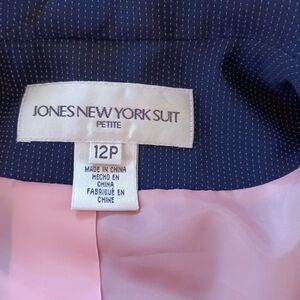 JONES NEW YORK SUIT
PETITE
12P
MADE IN CHINA
HECHO EN
CHINA
FABRIQUÉ EN
CHINE